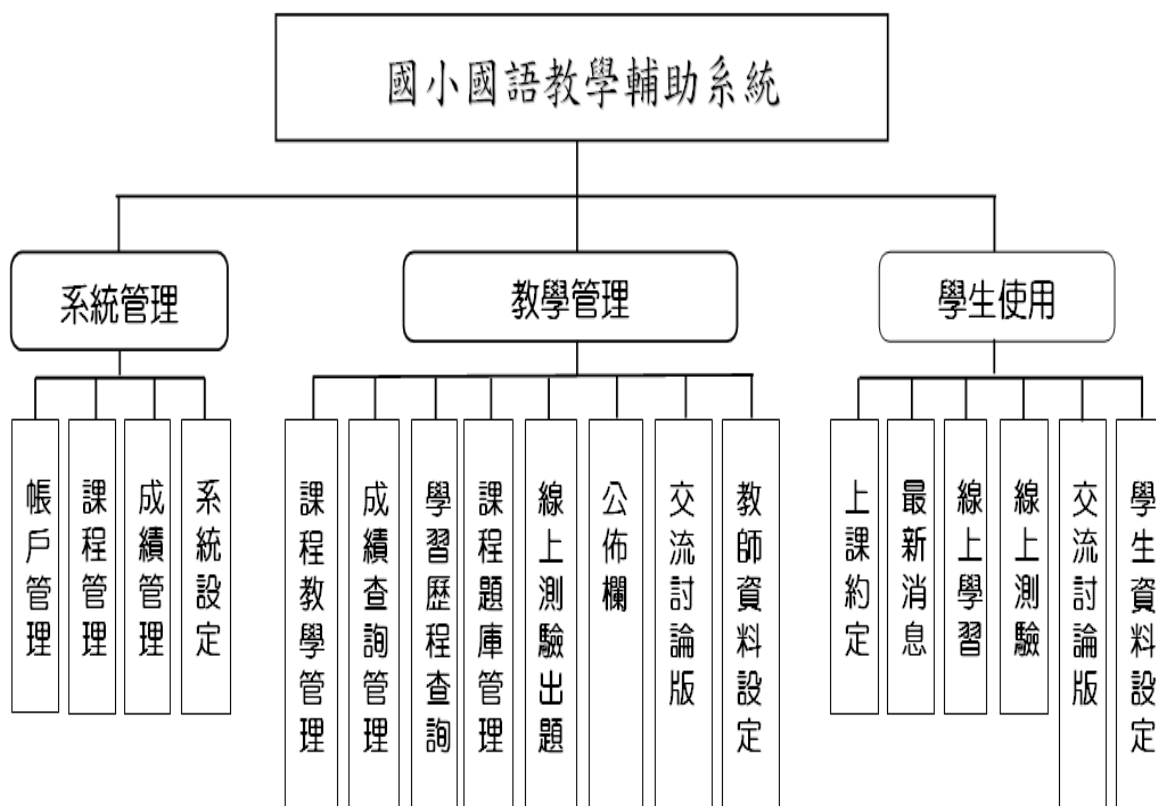 國小國語教學輔助系統
系統管理
教學管理
學生使用
帳戶管理
課程管理
成績管理
系統設定
課程教學管理
成績查詢管理
學習歷程查詢
課程題庫管理
線上測驗出題
公佈欄
交流討論版
教師資料設定
上課約定
最新消息
線上學習
線上測驗
交流討論版
學生資料設定